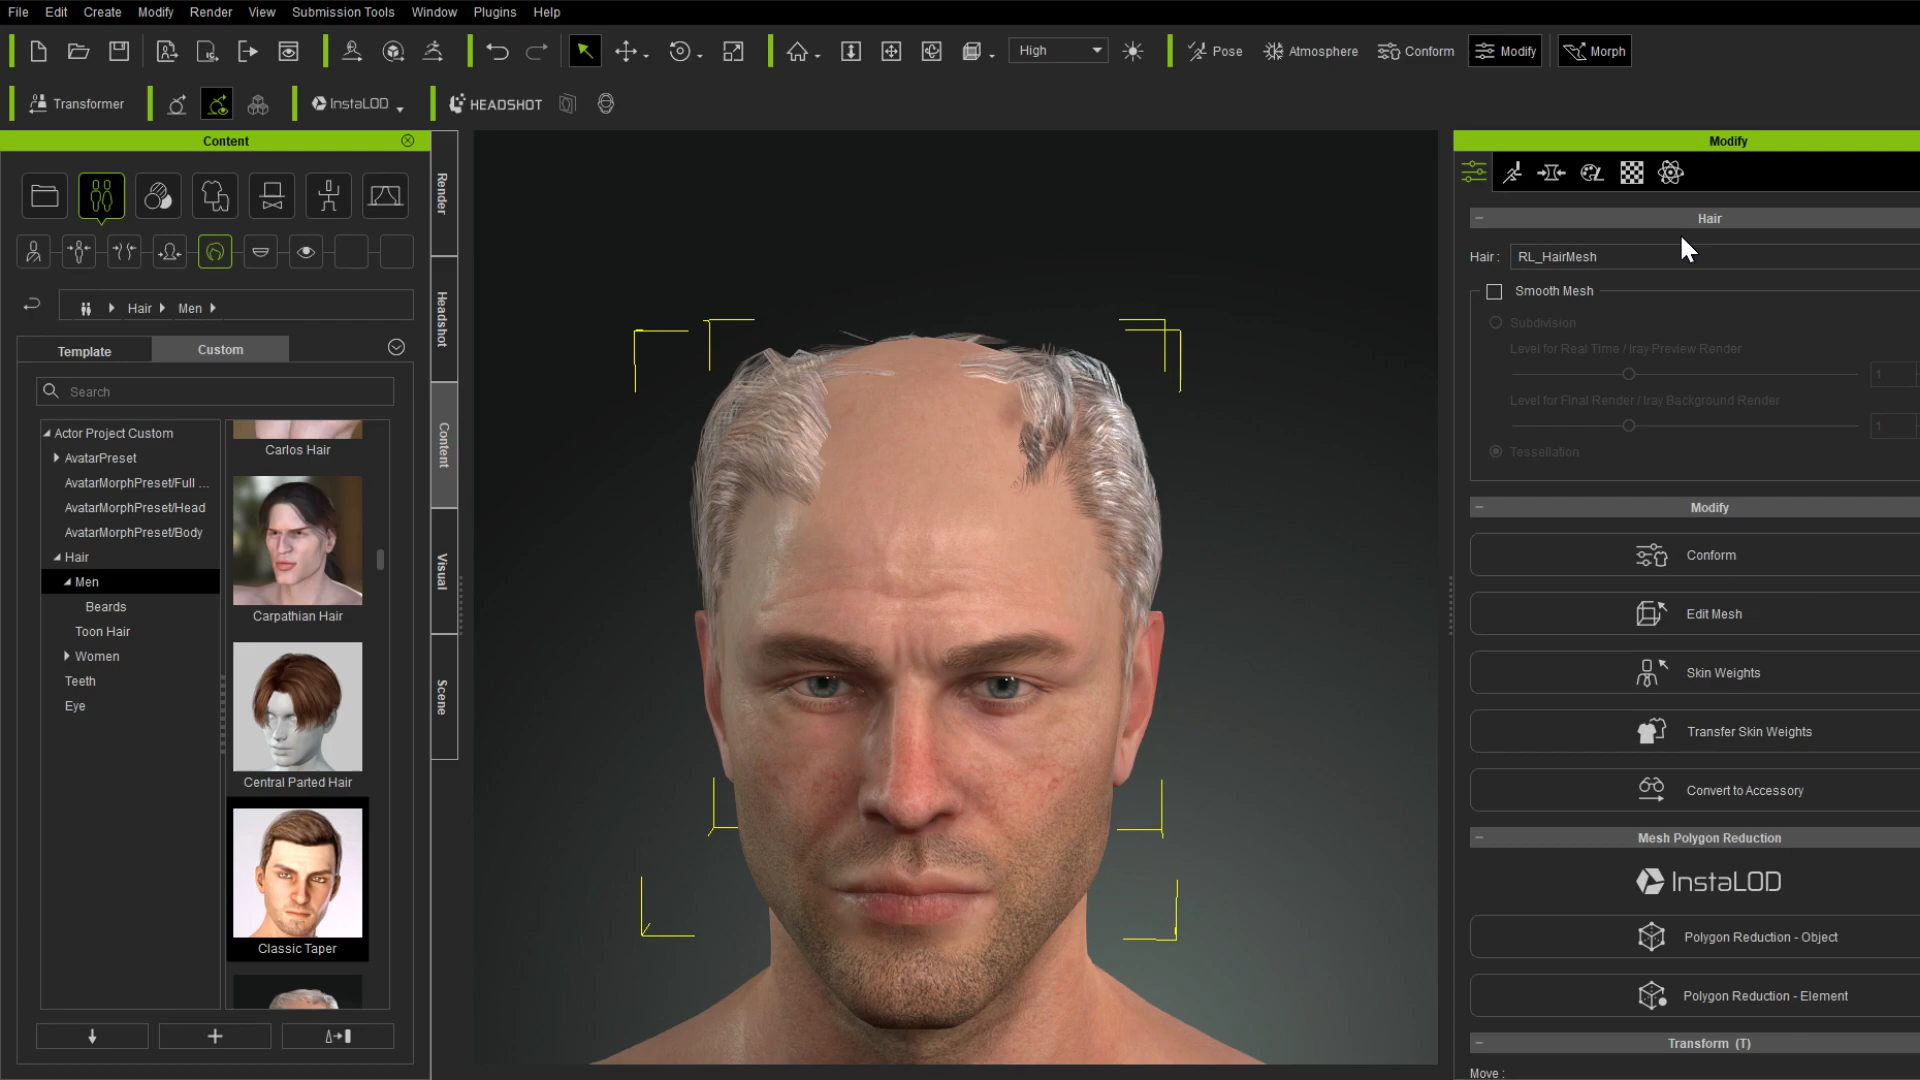 File Edit Create Modify Render View Submission Tools Window Plugins Help
High Pose Atmosphere Conform Modify Morph
Transformer InstaLOD HEADSHOT
Content
Modify
Render
Headshot
Content
Visual
Scene
Hair Men
Template Custom
Search
Actor Project Custom
AvatarPreset
AvatarMorphPreset/Full ...
AvatarMorphPreset/Head
AvatarMorphPreset/Body
Hair
Men
Beards
Toon Hair
Women
Teeth
Eye
Carlos Hair
Carpathian Hair
Central Parted Hair
Classic Taper
Hair
Hair : RL_HairMesh
Smooth Mesh
Subdivision
Level for Real Time / Iray Preview Render
1
Level for Final Render / Iray Background Render
1
Tessellation
Modify
Conform
Edit Mesh
Skin Weights
Transfer Skin Weights
Convert to Accessory
Mesh Polygon Reduction
InstaLOD
Polygon Reduction - Object
Polygon Reduction - Element
Transform (T)
Move :